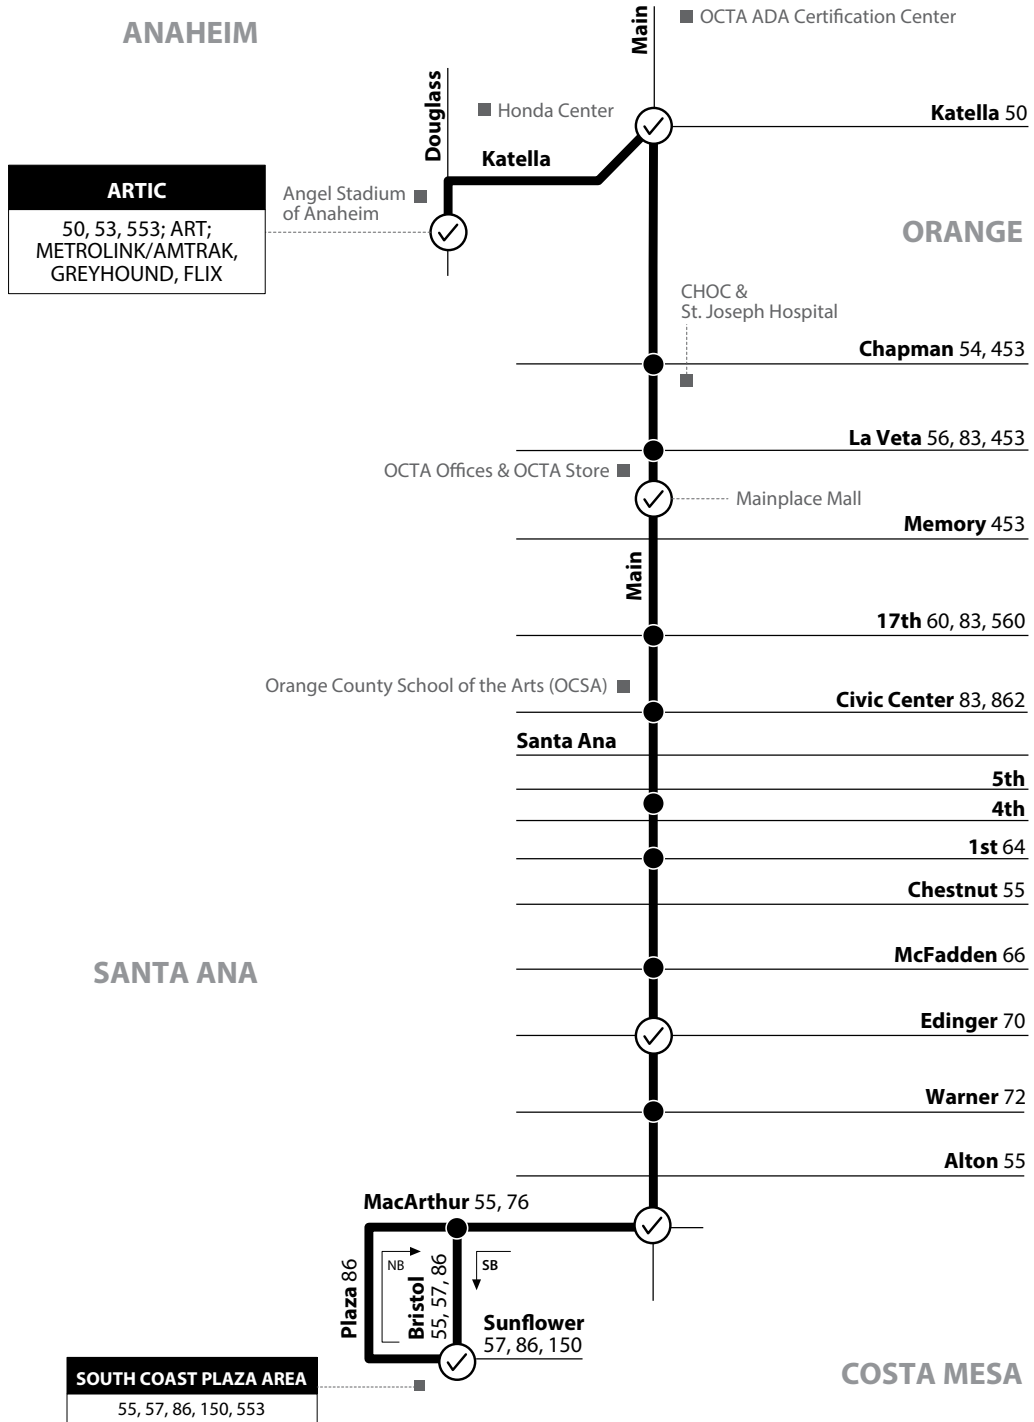 Main
OCTA ADA Certification Center
ANAHEIM
Douglass
Honda Center
Katella 50
Katella
ARTIC
50, 53, 553; ART;
METROLINK/AMTRAK,
GREYHOUND, FLIX
Angel Stadium
of Anaheim
ORANGE
CHOC &
St. Joseph Hospital
Chapman 54, 453
La Veta 56, 83, 453
OCTA Offices & OCTA Store
Mainplace Mall
Memory 453
Main
17th 60, 83, 560
Orange County School of the Arts (OCSA)
Civic Center 83, 862
Santa Ana
5th
4th
1st 64
Chestnut 55
McFadden 66
SANTA ANA
Edinger 70
Warner 72
Alton 55
MacArthur 55, 76
Plaza 86
NB
Bristol
55, 57, 86
SB
Sunflower
57, 86, 150
SOUTH COAST PLAZA AREA
55, 57, 86, 150, 553
COSTA MESA